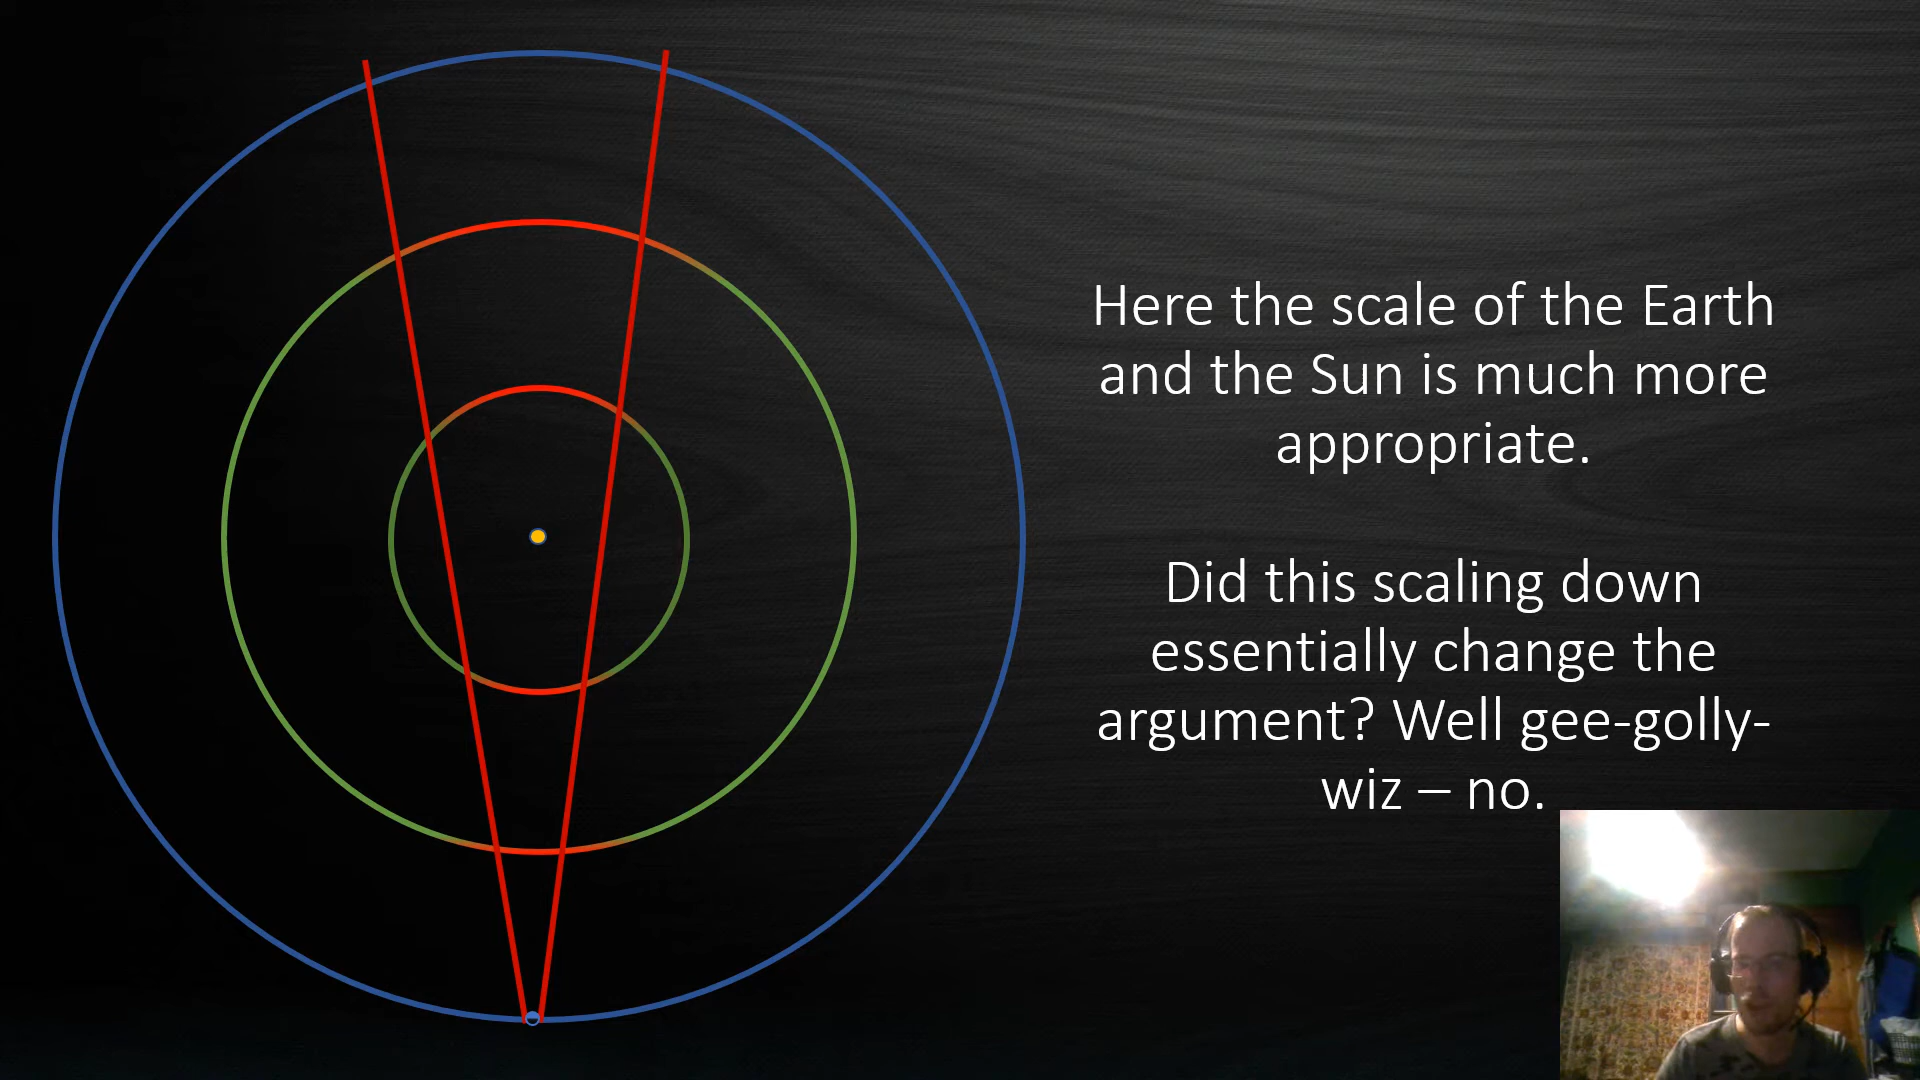 Here the scale of the Earth
and the Sun is much more
appropriate.
Did this scaling down
essentially change the
argument? Well gee-golly-
wiz – no.